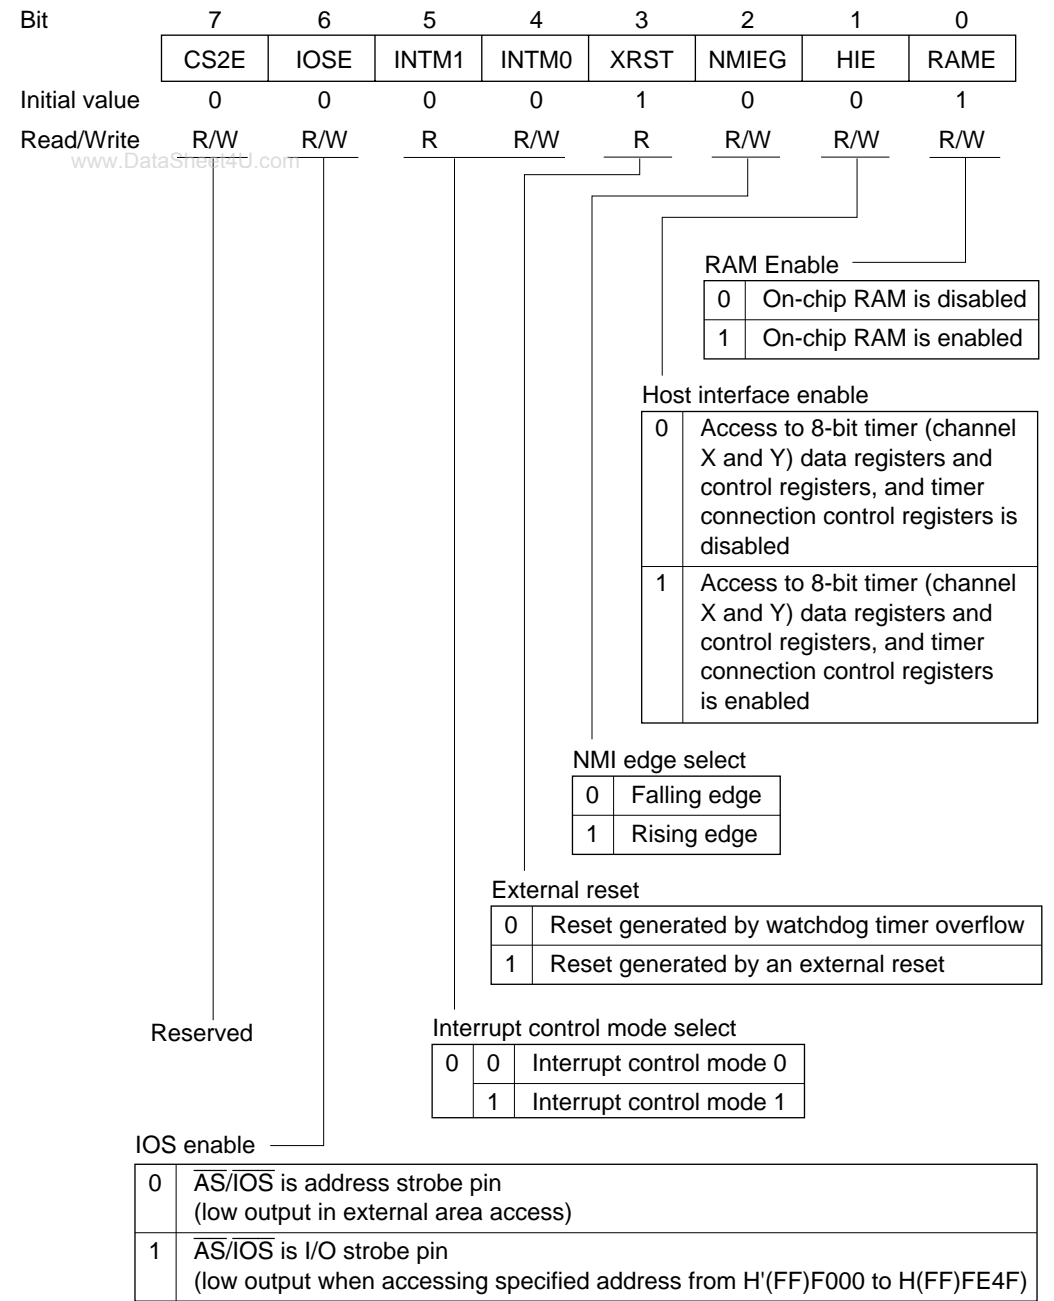 Bit 7 6 5 4 3 2 1 0
CS2E IOSE INTM1 INTM0 XRST NMIEG HIE RAME
Initial value 0 0 0 0 1 0 0 1
Read/Write R/W R/W R R/W R R/W R/W R/W
www.DataSheet4U.com
RAM Enable
0 On-chip RAM is disabled
1 On-chip RAM is enabled
Host interface enable
0 Access to 8-bit timer (channel
X and Y) data registers and
control registers, and timer
connection control registers is
disabled
1 Access to 8-bit timer (channel
X and Y) data registers and
control registers, and timer
connection control registers
is enabled
NMI edge select
0 Falling edge
1 Rising edge
External reset
0 Reset generated by watchdog timer overflow
1 Reset generated by an external reset
Reserved
Interrupt control mode select
0 0 Interrupt control mode 0
1 Interrupt control mode 1
IOS enable
0 A̅S̅/I̅O̅S̅ is address strobe pin
(low output in external area access)
1 A̅S̅/I̅O̅S̅ is I/O strobe pin
(low output when accessing specified address from H'(FF)F000 to H(FF)FE4F)